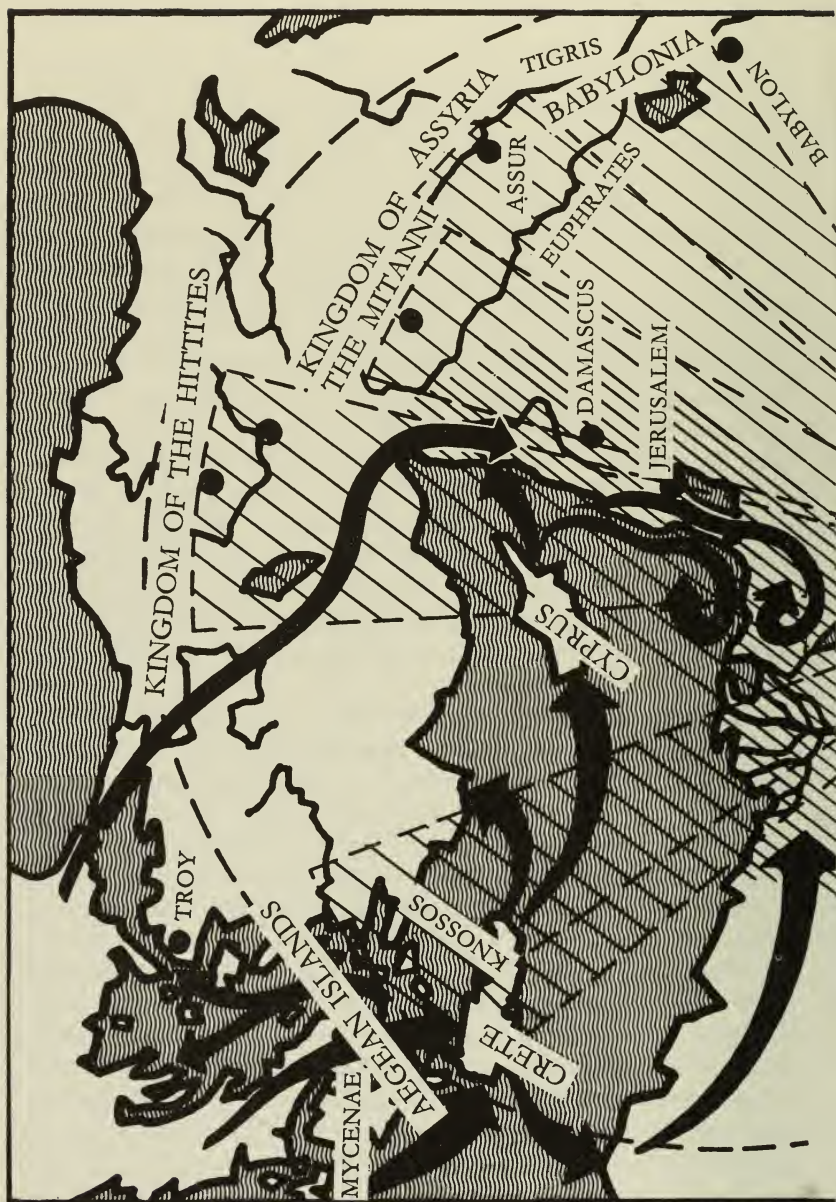 KINGDOM OF THE HITTITES
KINGDOM OF
THE MITANNI
ASSYRIA
TIGRIS
BABYLONIA
BABYLON
ASSUR
EUPHRATES
DAMASCUS
JERUSALEM
CYPRUS
TROY
AEGEAN ISLANDS
KNOSSOS
MYCENAE
CRETE